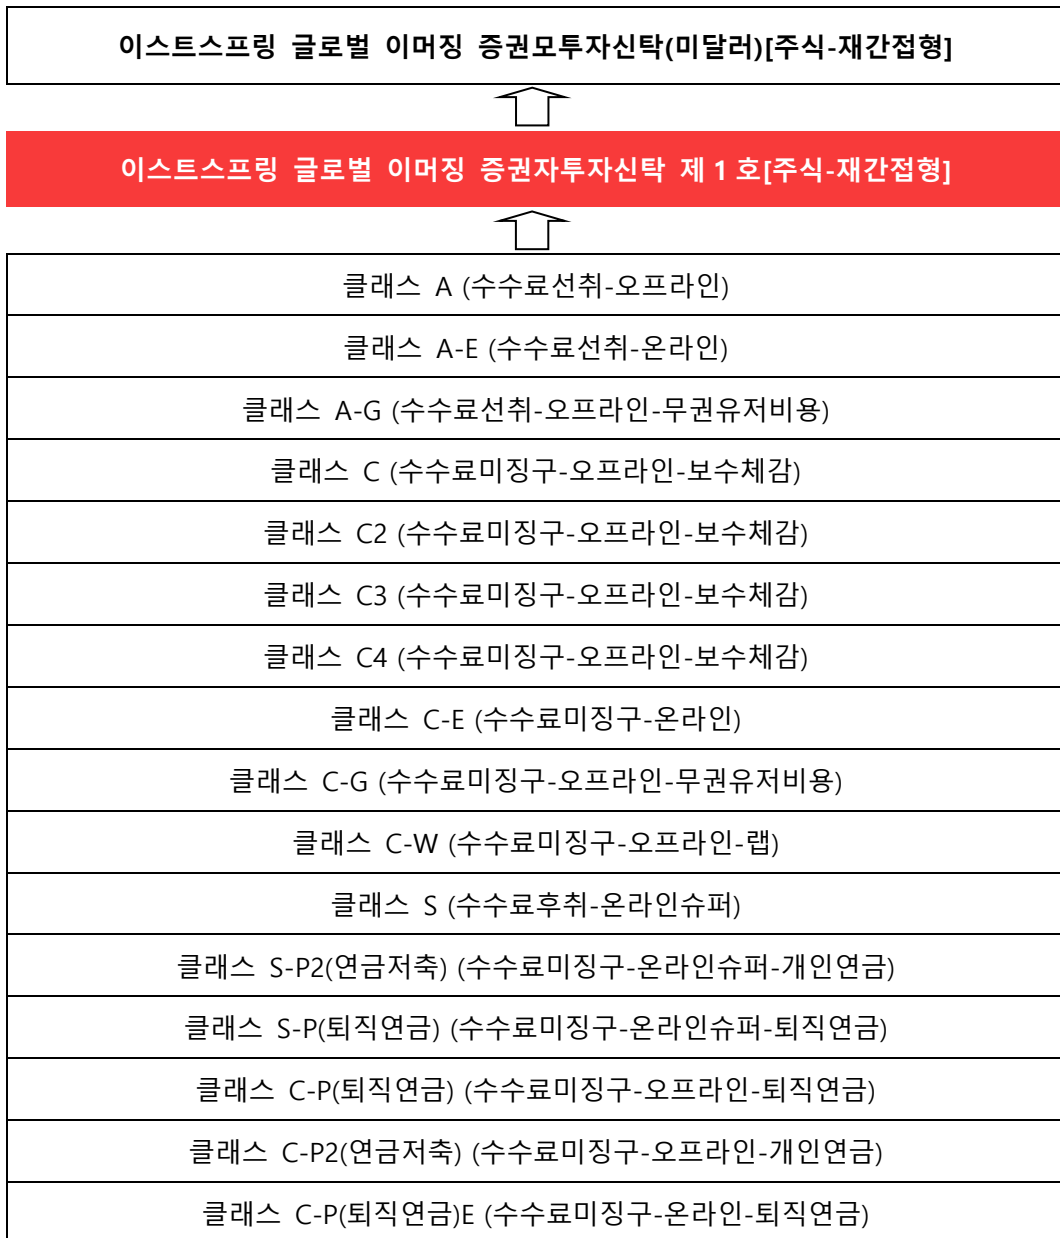 이스트스프링 글로벌 이머징 증권모투자신탁(미달러)[주식-재간접형]
이스트스프링 글로벌 이머징 증권자투자신탁 제1호[주식-재간접형]
클래스 A (수수료선취-오프라인)
클래스 A-E (수수료선취-온라인)
클래스 A-G (수수료선취-오프라인-무권유저비용)
클래스 C (수수료미징구-오프라인-보수체감)
클래스 C2 (수수료미징구-오프라인-보수체감)
클래스 C3 (수수료미징구-오프라인-보수체감)
클래스 C4 (수수료미징구-오프라인-보수체감)
클래스 C-E (수수료미징구-온라인)
클래스 C-G (수수료미징구-오프라인-무권유저비용)
클래스 C-W (수수료미징구-오프라인-랩)
클래스 S (수수료후취-온라인슈퍼)
클래스 S-P2(연금저축) (수수료미징구-온라인슈퍼-개인연금)
클래스 S-P(퇴직연금) (수수료미징구-온라인슈퍼-퇴직연금)
클래스 C-P(퇴직연금) (수수료미징구-오프라인-퇴직연금)
클래스 C-P2(연금저축) (수수료미징구-오프라인-개인연금)
클래스 C-P(퇴직연금)E (수수료미징구-온라인-퇴직연금)